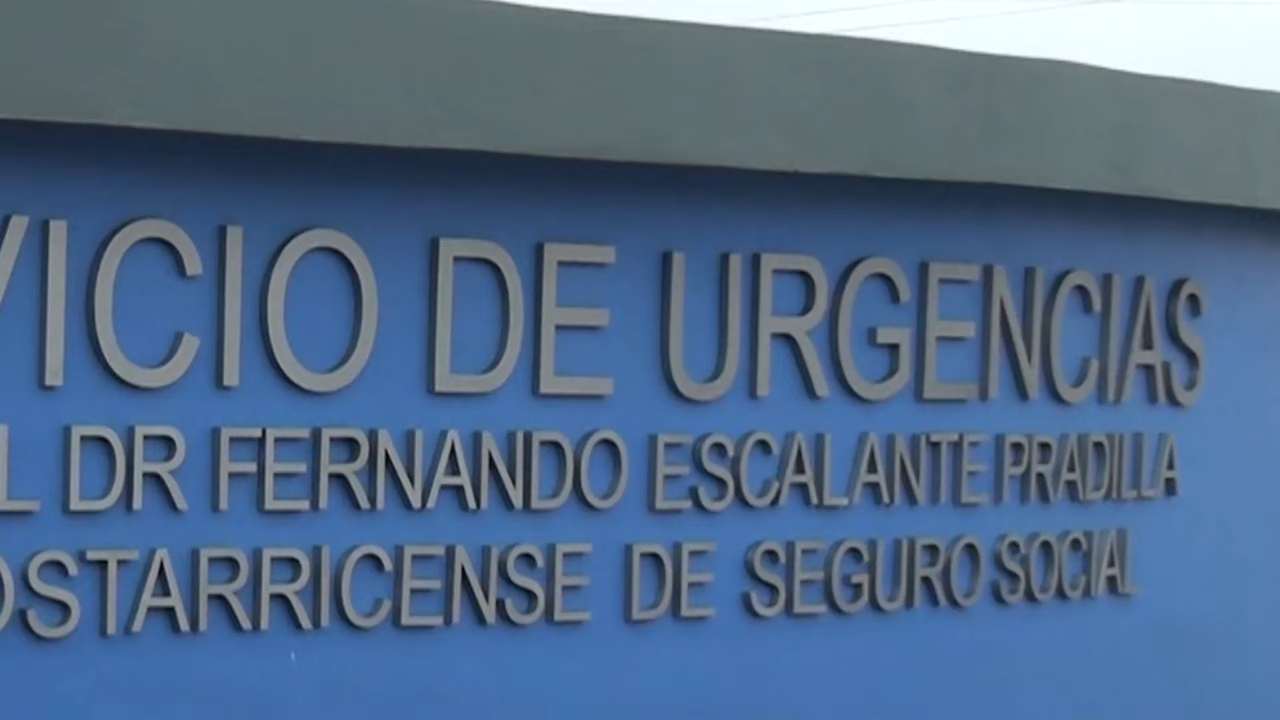 VICIO DE URGENCIAS
L DR FERNANDO ESCALANTE PRADILLA
OSTARRICENSE DE SEGURO SOCIAL